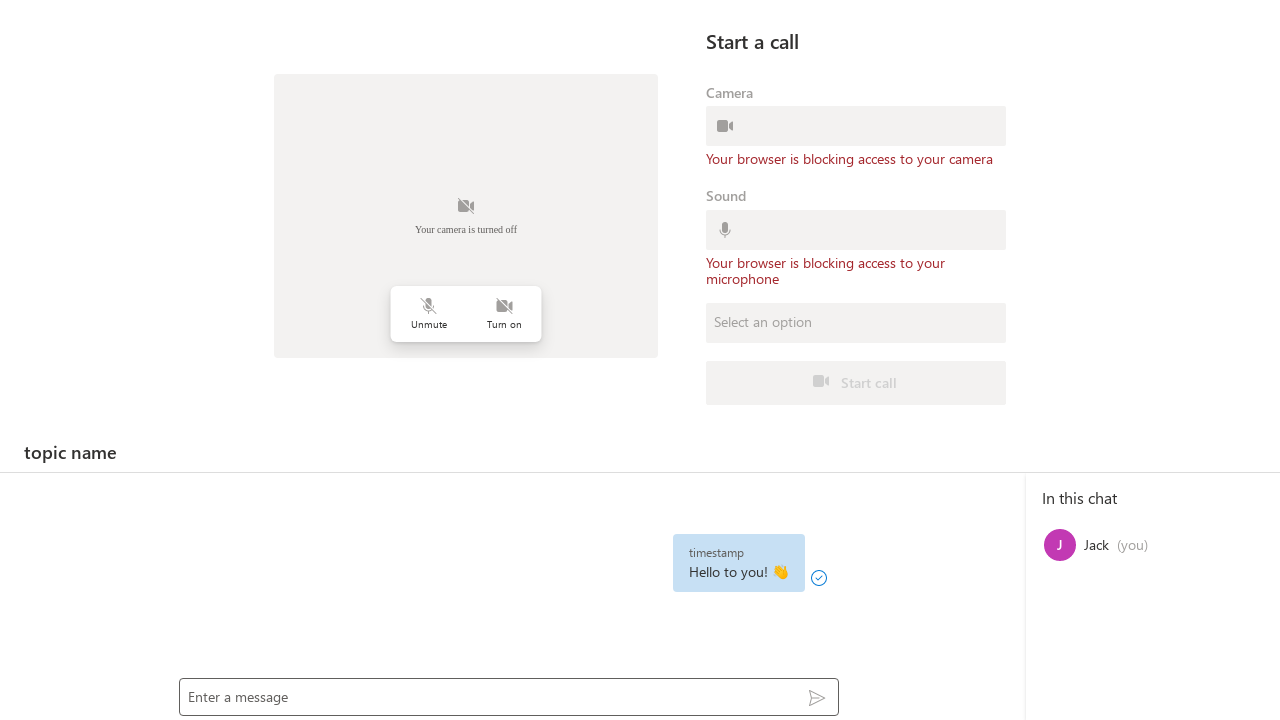 Start a call
Camera
Your browser is blocking access to your camera
Sound
Your browser is blocking access to your
microphone
Select an option
Start call
Your camera is turned off
Unmute
Turn on
topic name
timestamp
Hello to you! 👋
Enter a message
In this chat
J
Jack (you)